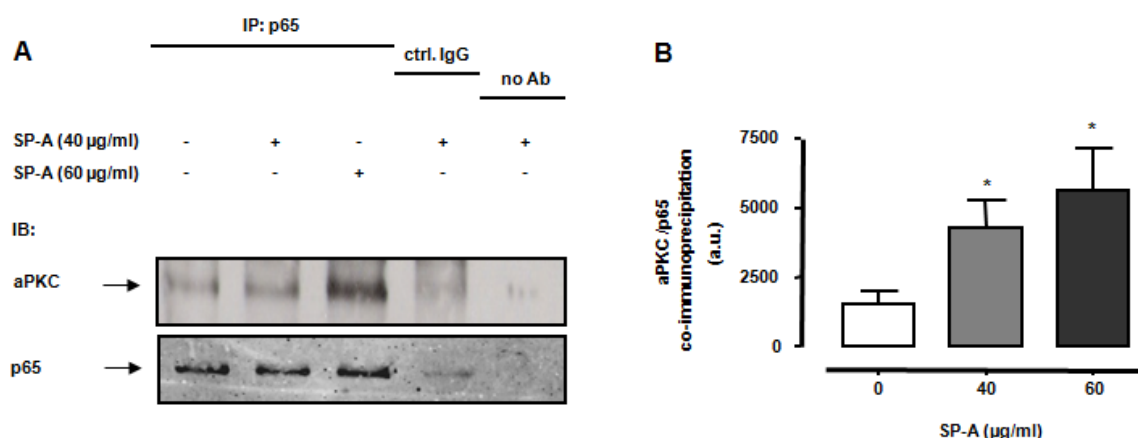 A
IP: p65
ctrl. IgG
no Ab
SP-A (40 µg/ml) - + - + +
SP-A (60 µg/ml) - - + - -
IB:
aPKC
p65
B
aPKC /p65
co-immunoprecipitation
(a.u.)
7500
5000
2500
0
* *
0 40 60
SP-A (µg/ml)